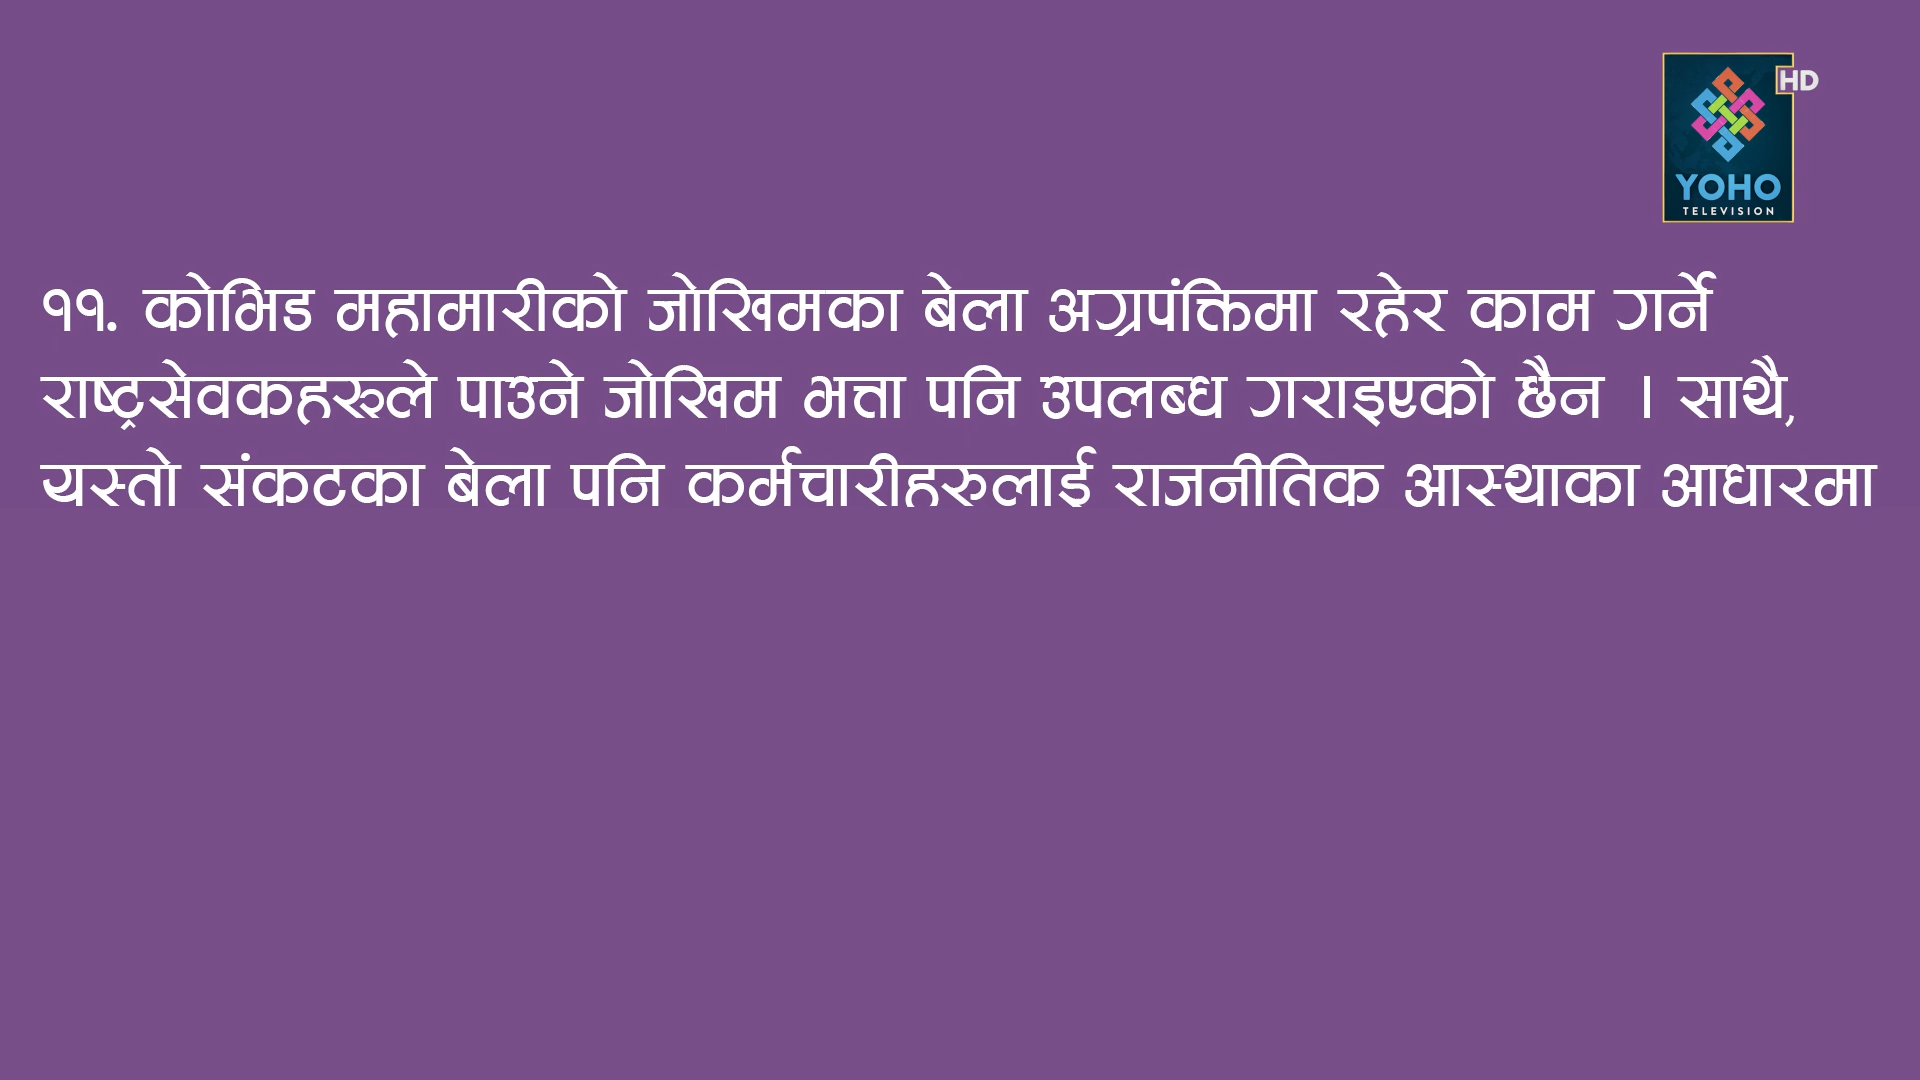 HD
YOHO
TELEVISION
११. कोभिड महामारीको जोखिमका बेला अग्रपंक्तिमा रहेर काम गर्ने
राष्ट्रसेवकहरुले पाउने जोखिम भत्ता पनि उपलब्ध गराइएको छैन । साथै,
यस्तो संकटका बेला पनि कर्मचारीहरुलाई राजनीतिक आस्थाका आधारमा